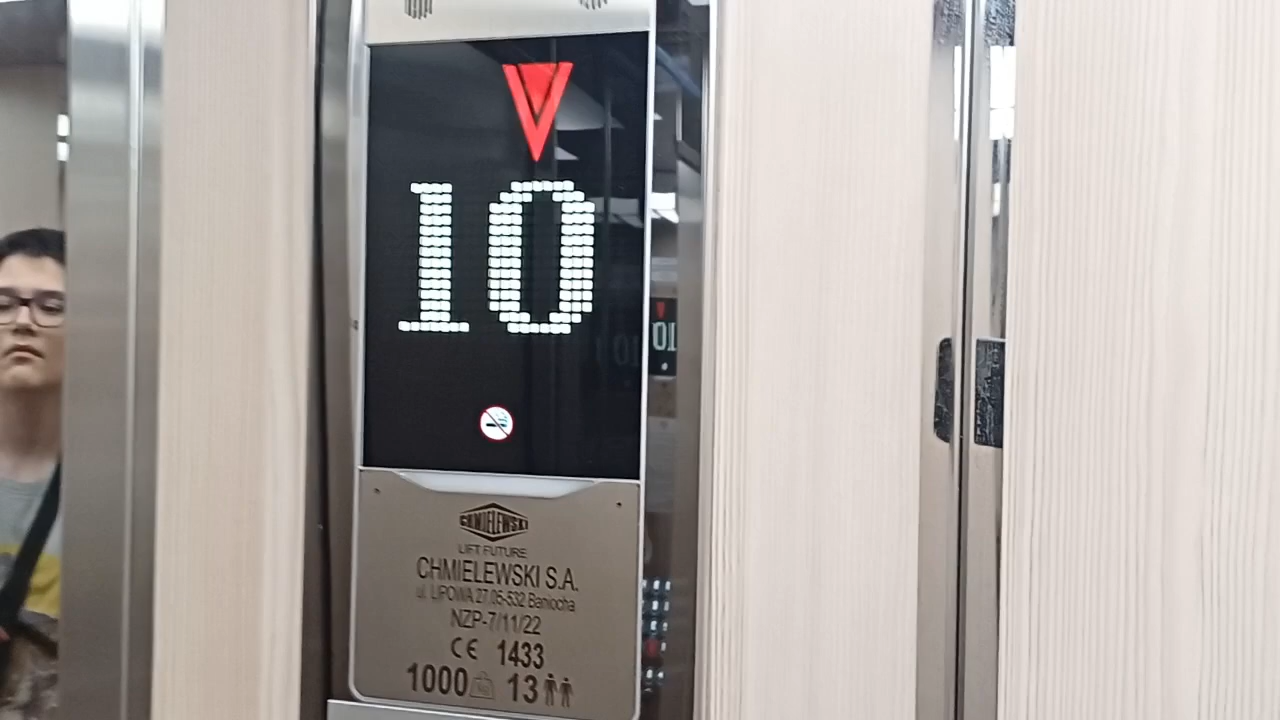 10
CHMIELEWSKI
LIFT FUTURE
CHMIELEWSKI S.A.
ul. LIPOWA 27,05-532 Baniocha
NZP-7/11/22
CE 1433
1000 kg 13